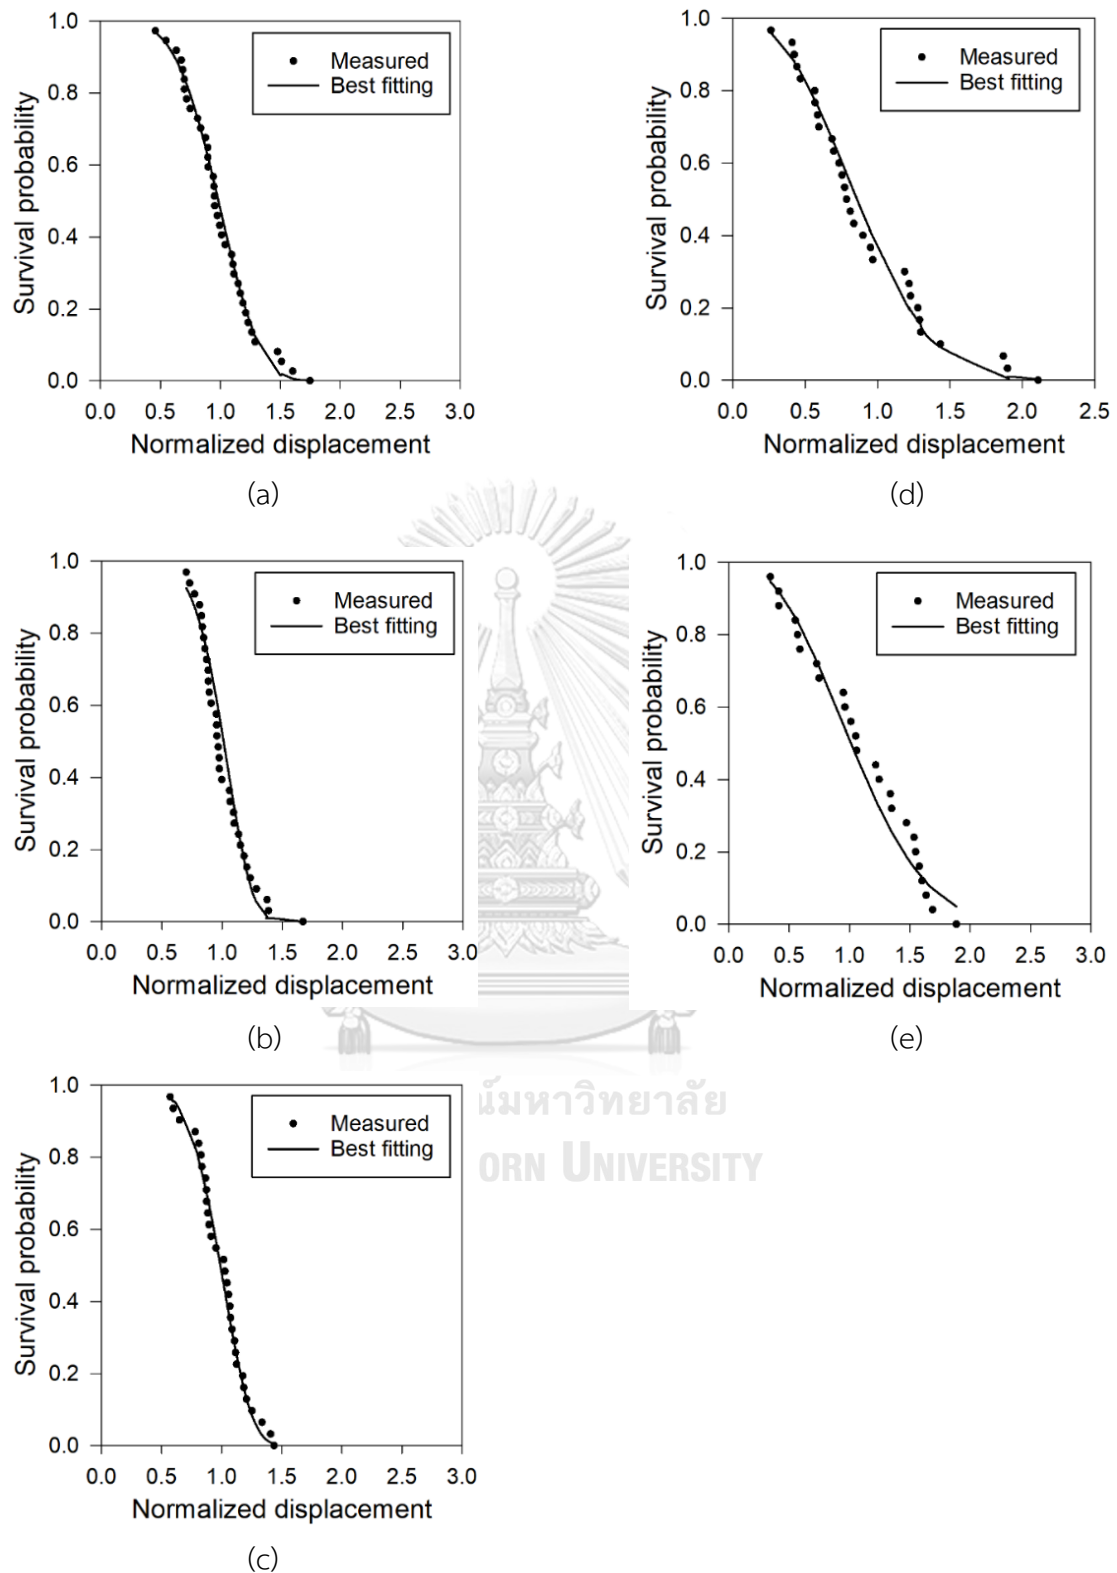 Survival probability
1.0
0.8
0.6
0.4
0.2
0.0
Measured
Best fitting
0.0 0.5 1.0 1.5 2.0 2.5 3.0
Normalized displacement
(a)
Survival probability
1.0
0.8
0.6
0.4
0.2
0.0
Measured
Best fitting
0.0 0.5 1.0 1.5 2.0 2.5
Normalized displacement
(d)
Survival probability
1.0
0.8
0.6
0.4
0.2
0.0
Measured
Best fitting
0.0 0.5 1.0 1.5 2.0 2.5 3.0
Normalized displacement
(b)
Survival probability
1.0
0.8
0.6
0.4
0.2
0.0
Measured
Best fitting
0.0 0.5 1.0 1.5 2.0 2.5 3.0
Normalized displacement
(e)
Survival probability
1.0
0.8
0.6
0.4
0.2
0.0
Measured
Best fitting
0.0 0.5 1.0 1.5 2.0 2.5 3.0
Normalized displacement
(c)
น์มหาวิทยาลัย
ORN UNIVERSITY